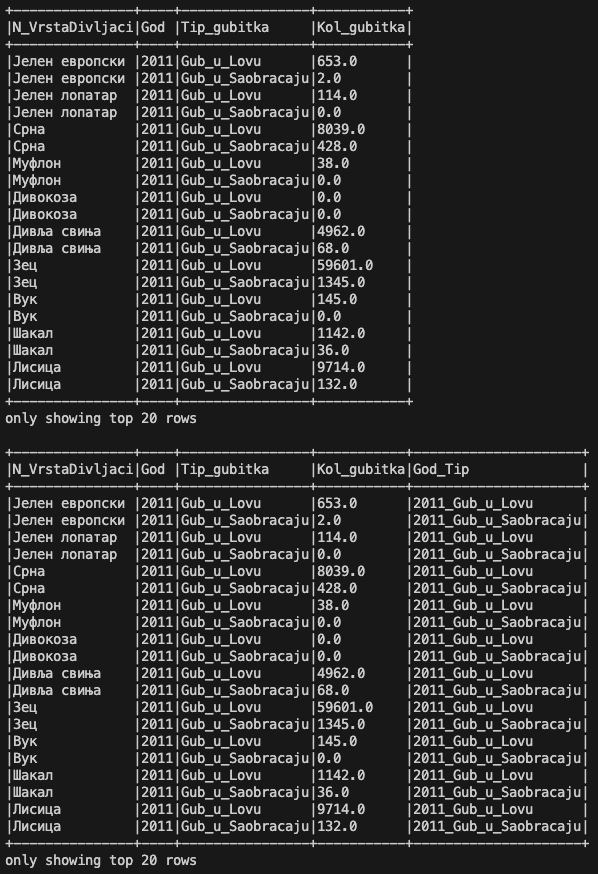 +---------------+----+-----------------+-----------+
|N_VrstaDivljaci|God |Tip_gubitka      |Kol_gubitka|
+---------------+----+-----------------+-----------+
|Јелен европски |2011|Gub_u_Lovu       |653.0      |
|Јелен европски |2011|Gub_u_Saobracaju|2.0        |
|Јелен лопатар  |2011|Gub_u_Lovu       |114.0      |
|Јелен лопатар  |2011|Gub_u_Saobracaju|0.0        |
|Срна           |2011|Gub_u_Lovu       |8039.0     |
|Срна           |2011|Gub_u_Saobracaju|428.0      |
|Муфлон         |2011|Gub_u_Lovu       |38.0       |
|Муфлон         |2011|Gub_u_Saobracaju|0.0        |
|Дивокоза       |2011|Gub_u_Lovu       |0.0        |
|Дивокоза       |2011|Gub_u_Saobracaju|0.0        |
|Дивља свиња    |2011|Gub_u_Lovu       |4962.0     |
|Дивља свиња    |2011|Gub_u_Saobracaju|68.0       |
|Зец            |2011|Gub_u_Lovu       |59601.0    |
|Зец            |2011|Gub_u_Saobracaju|1345.0     |
|Вук            |2011|Gub_u_Lovu       |145.0      |
|Вук            |2011|Gub_u_Saobracaju|0.0        |
|Шакал          |2011|Gub_u_Lovu       |1142.0     |
|Шакал          |2011|Gub_u_Saobracaju|36.0       |
|Лисица         |2011|Gub_u_Lovu       |9714.0     |
|Лисица         |2011|Gub_u_Saobracaju|132.0      |
+---------------+----+-----------------+-----------+
only showing top 20 rows
+---------------+----+-----------------+-----------+---------------------+
|N_VrstaDivljaci|God |Tip_gubitka      |Kol_gubitka|God_Tip              |
+---------------+----+-----------------+-----------+---------------------+
|Јелен европски |2011|Gub_u_Lovu       |653.0      |2011_Gub_u_Lovu      |
|Јелен европски |2011|Gub_u_Saobracaju|2.0        |2011_Gub_u_Saobracaju|
|Јелен лопатар  |2011|Gub_u_Lovu       |114.0      |2011_Gub_u_Lovu      |
|Јелен лопатар  |2011|Gub_u_Saobracaju|0.0        |2011_Gub_u_Saobracaju|
|Срна           |2011|Gub_u_Lovu       |8039.0     |2011_Gub_u_Lovu      |
|Срна           |2011|Gub_u_Saobracaju|428.0      |2011_Gub_u_Saobracaju|
|Муфлон         |2011|Gub_u_Lovu       |38.0       |2011_Gub_u_Lovu      |
|Муфлон         |2011|Gub_u_Saobracaju|0.0        |2011_Gub_u_Saobracaju|
|Дивокоза       |2011|Gub_u_Lovu       |0.0        |2011_Gub_u_Lovu      |
|Дивокоза       |2011|Gub_u_Saobracaju|0.0        |2011_Gub_u_Saobracaju|
|Дивља свиња    |2011|Gub_u_Lovu       |4962.0     |2011_Gub_u_Lovu      |
|Дивља свиња    |2011|Gub_u_Saobracaju|68.0       |2011_Gub_u_Saobracaju|
|Зец            |2011|Gub_u_Lovu       |59601.0    |2011_Gub_u_Lovu      |
|Зец            |2011|Gub_u_Saobracaju|1345.0     |2011_Gub_u_Saobracaju|
|Вук            |2011|Gub_u_Lovu       |145.0      |2011_Gub_u_Lovu      |
|Вук            |2011|Gub_u_Saobracaju|0.0        |2011_Gub_u_Saobracaju|
|Шакал          |2011|Gub_u_Lovu       |1142.0     |2011_Gub_u_Lovu      |
|Шакал          |2011|Gub_u_Saobracaju|36.0       |2011_Gub_u_Saobracaju|
|Лисица         |2011|Gub_u_Lovu       |9714.0     |2011_Gub_u_Lovu      |
|Лисица         |2011|Gub_u_Saobracaju|132.0      |2011_Gub_u_Saobracaju|
+---------------+----+-----------------+-----------+---------------------+
only showing top 20 rows